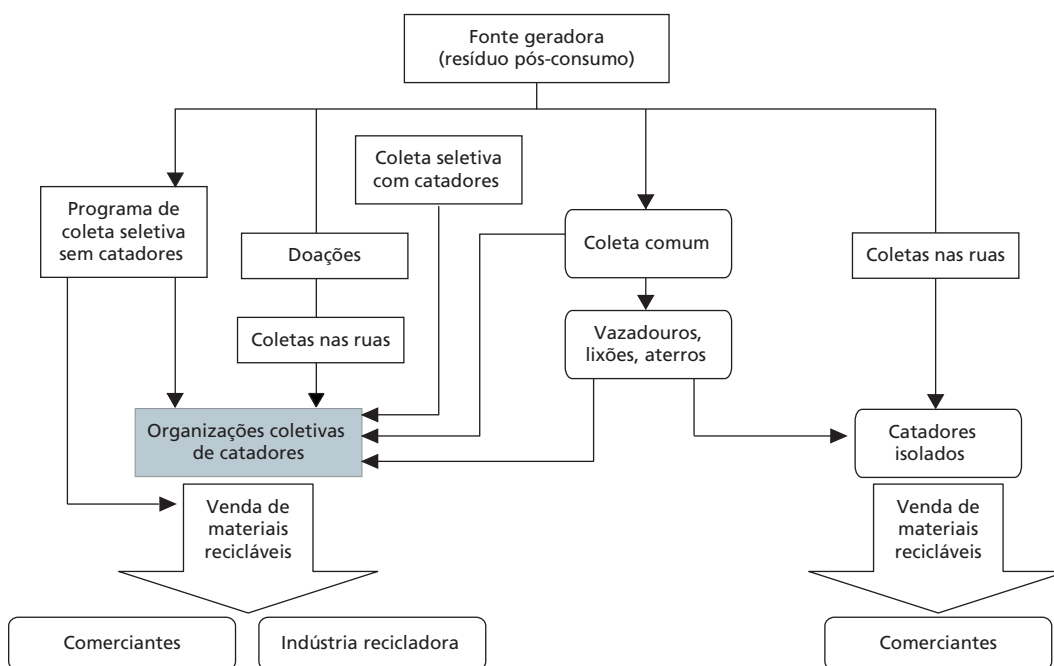 Fonte geradora
(resíduo pós-consumo)
Coleta seletiva
com catadores
Programa de
coleta seletiva
sem catadores
Doações
Coleta comum
Coletas nas ruas
Coletas nas ruas
Vazadouros,
lixões, aterros
Organizações coletivas
de catadores
Catadores
isolados
Venda de
materiais
recicláveis
Venda de
materiais
recicláveis
Comerciantes
Indústria recicladora
Comerciantes